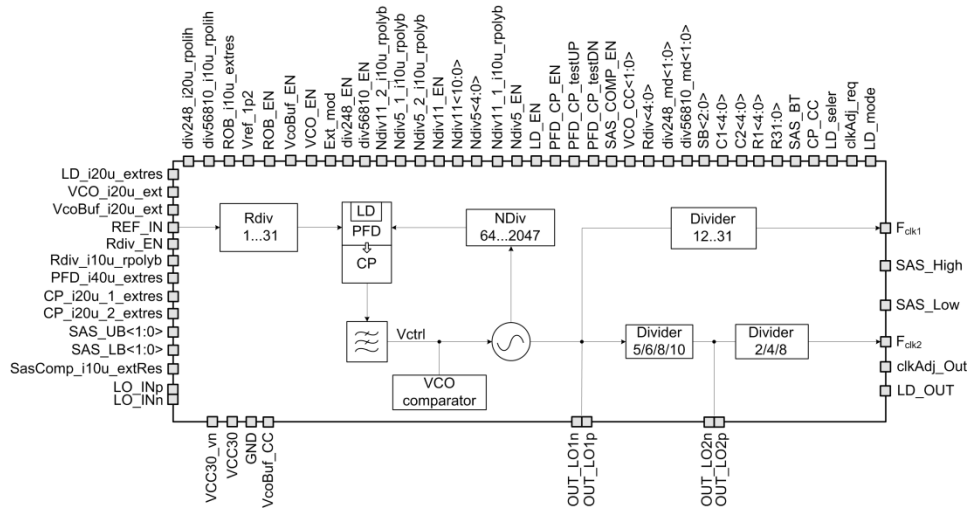 div248_i20u_rpolih
div56810_i10u_rpolih
ROB_i10u_extres
Vref_1p2
ROB_EN
VcoBuf_EN
VCO_EN
Ext_mod
div248_EN
div56810_EN
Ndiv11_2_i10u_rpolyb
Ndiv5_1_i10u_rpolyb
Ndiv5_2_i10u_rpolyb
Ndiv11_EN
Ndiv11<10:0>
Ndiv5<4:0>
Ndiv11_1_i10u_rpolyb
Ndiv5_EN
LD_EN
PFD_CP_EN
PFD_CP_testUP
PFD_CP_testDN
SAS_COMP_EN
VCO_CC<1:0>
Rdiv<4:0>
div248_md<1:0>
div56810_md<1:0>
SB<2:0>
C1<4:0>
C2<4:0>
R1<4:0>
R31:0>
SAS_BT
CP_CC
LD_seler
clkAdj_req
LD_mode
LD_i20u_extres
VCO_i20u_ext
VcoBuf_i20u_ext
REF_IN
Rdiv_EN
Rdiv_i10u_rpolyb
PFD_i40u_extres
CP_i20u_1_extres
CP_i20u_2_extres
SAS_UB<1:0>
SAS_LB<1:0>
SasComp_i10u_extRes
LO_INp
LO_INn
Rdiv
1...31
LD
PFD
CP
NDiv
64...2047
Divider
12..31
Vctrl
VCO
comparator
Divider
5/6/8/10
Divider
2/4/8
Fclk1
SAS_High
SAS_Low
Fclk2
clkAdj_Out
LD_OUT
VCC30_vn
VCC30
GND
VcoBuf_CC
OUT_LO1n
OUT_LO1p
OUT_LO2n
OUT_LO2p